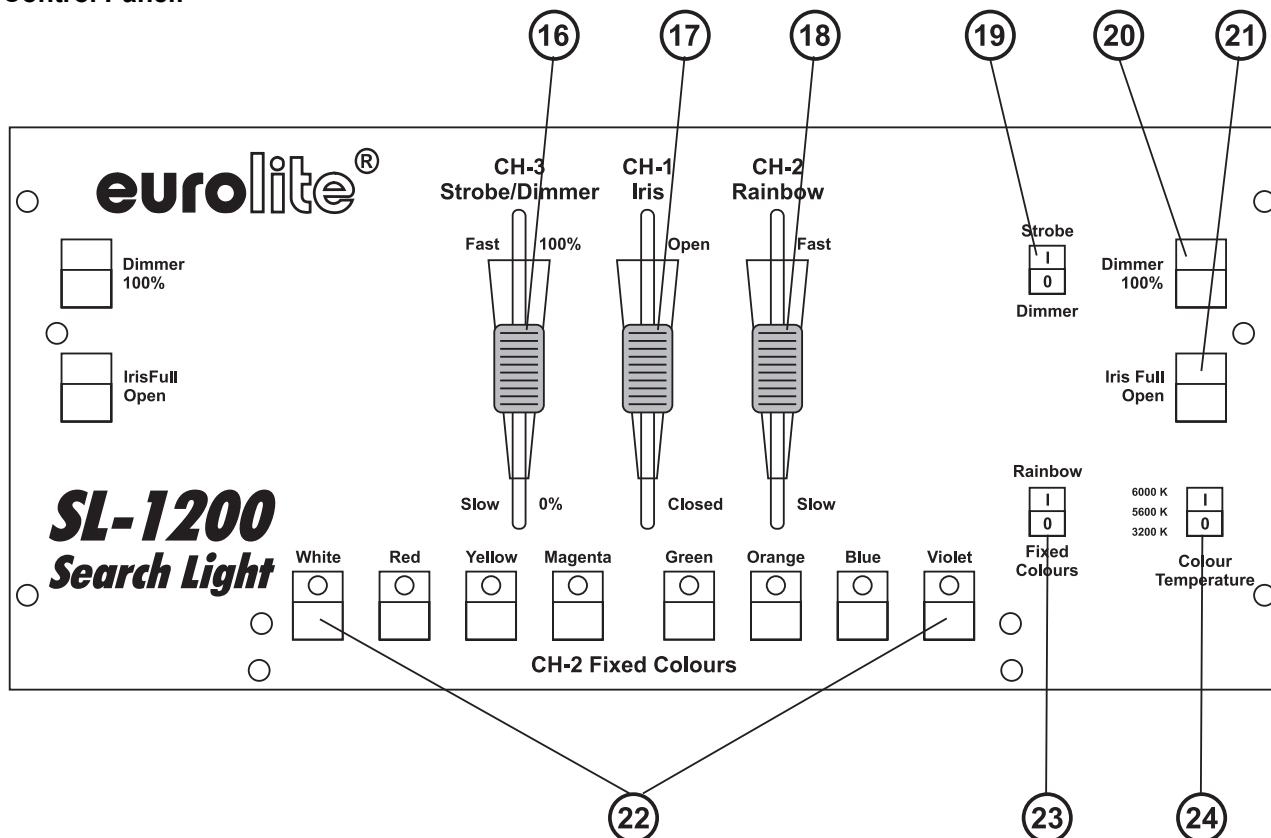 16 17 18 19 20 21
eurolite®
CH-3
Strobe/Dimmer
CH-1
Iris
CH-2
Rainbow
Fast 100%
Open
Fast
Dimmer
100%
Strobe
I
0
Dimmer
Dimmer
100%
IrisFull
Open
Iris Full
Open
Slow 0%
Closed
Slow
SL-1200
Search Light
Rainbow
I
0
Fixed
Colours
6000 K
5600 K
3200 K
I
0
Colour
Temperature
White Red Yellow Magenta Green Orange Blue Violet
CH-2 Fixed Colours
22 23 24